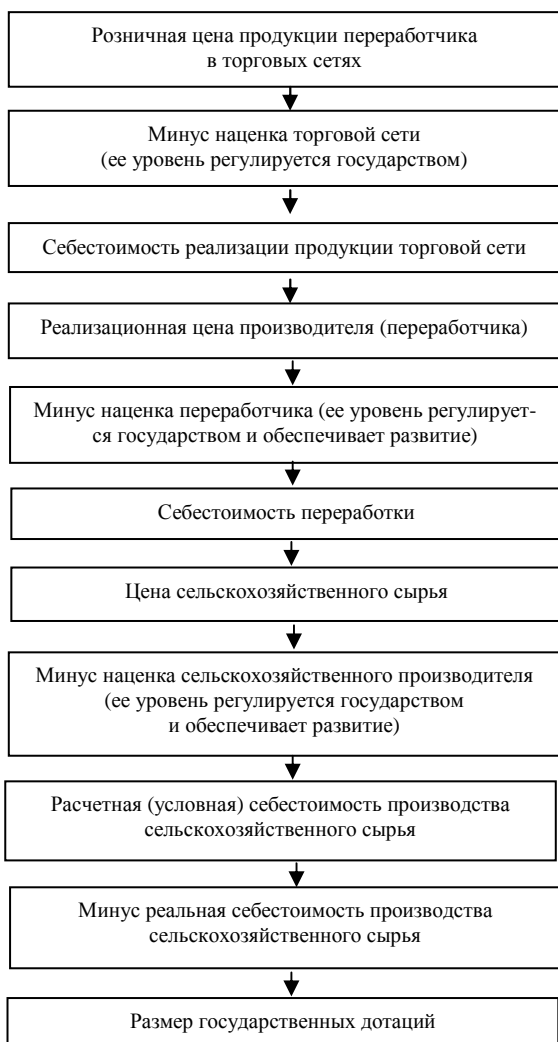 Розничная цена продукции переработчика
в торговых сетях
Минус наценка торговой сети
(ее уровень регулируется государством)
Себестоимость реализации продукции торговой сети
Реализационная цена производителя (переработчика)
Минус наценка переработчика (ее уровень регулирует-
ся государством и обеспечивает развитие)
Себестоимость переработки
Цена сельскохозяйственного сырья
Минус наценка сельскохозяйственного производителя
(ее уровень регулируется государством
и обеспечивает развитие)
Расчетная (условная) себестоимость производства
сельскохозяйственного сырья
Минус реальная себестоимость производства
сельскохозяйственного сырья
Размер государственных дотаций